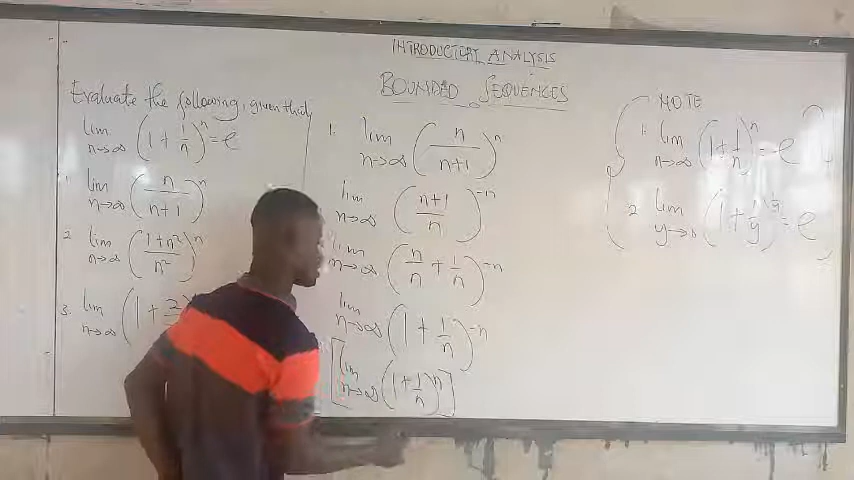 INTRODUCTORY ANALYSIS
BOUNDED SEQUENCES
Evaluate the following, given that
lim n→∞ (1 + 1/n)^n = e
1. lim n→∞ (n/(n+1))^n
2. lim n→∞ ((1+n²)/n²)^n
3. lim n→∞ (1 + 2
1. lim n→∞ (n/(n+1))^n
lim n→∞ ((n+1)/n)^-n
lim n→∞ (n/n + 1/n)^-n
lim n→∞ (1 + 1/n)^-n
[lim n→∞ (1 + 1/n)^n]
NOTE
1. lim n→∞ (1 + 1/n)^n = e
2. lim (1 + = e